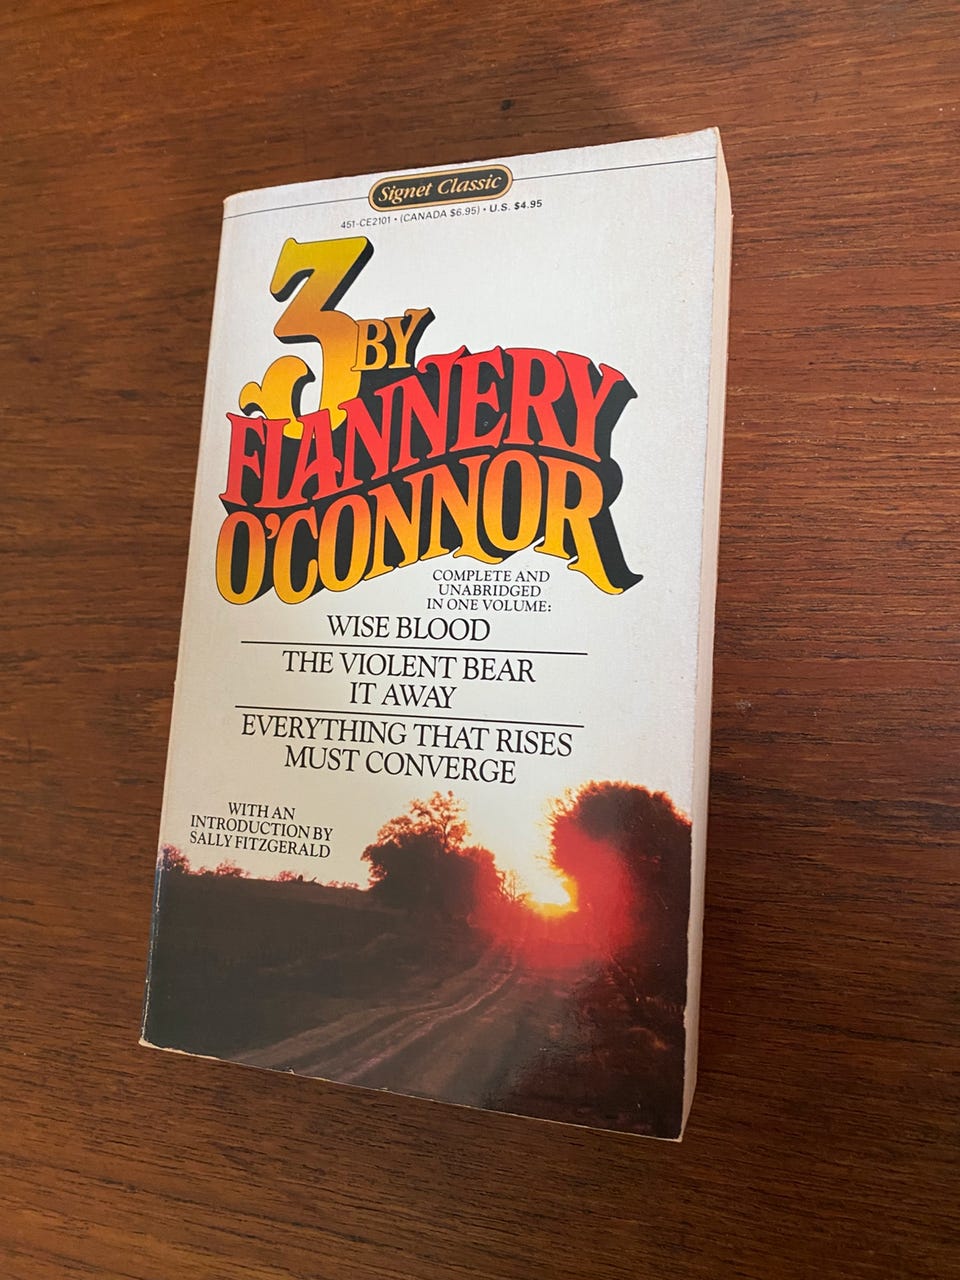 Signet Classic
451-CE2101 • (CANADA $6.95) • U.S. $4.95
3 BY
FLANNERY
O'CONNOR
COMPLETE AND
UNABRIDGED
IN ONE VOLUME:
WISE BLOOD
THE VIOLENT BEAR
IT AWAY
EVERYTHING THAT RISES
MUST CONVERGE
WITH AN
INTRODUCTION BY
SALLY FITZGERALD